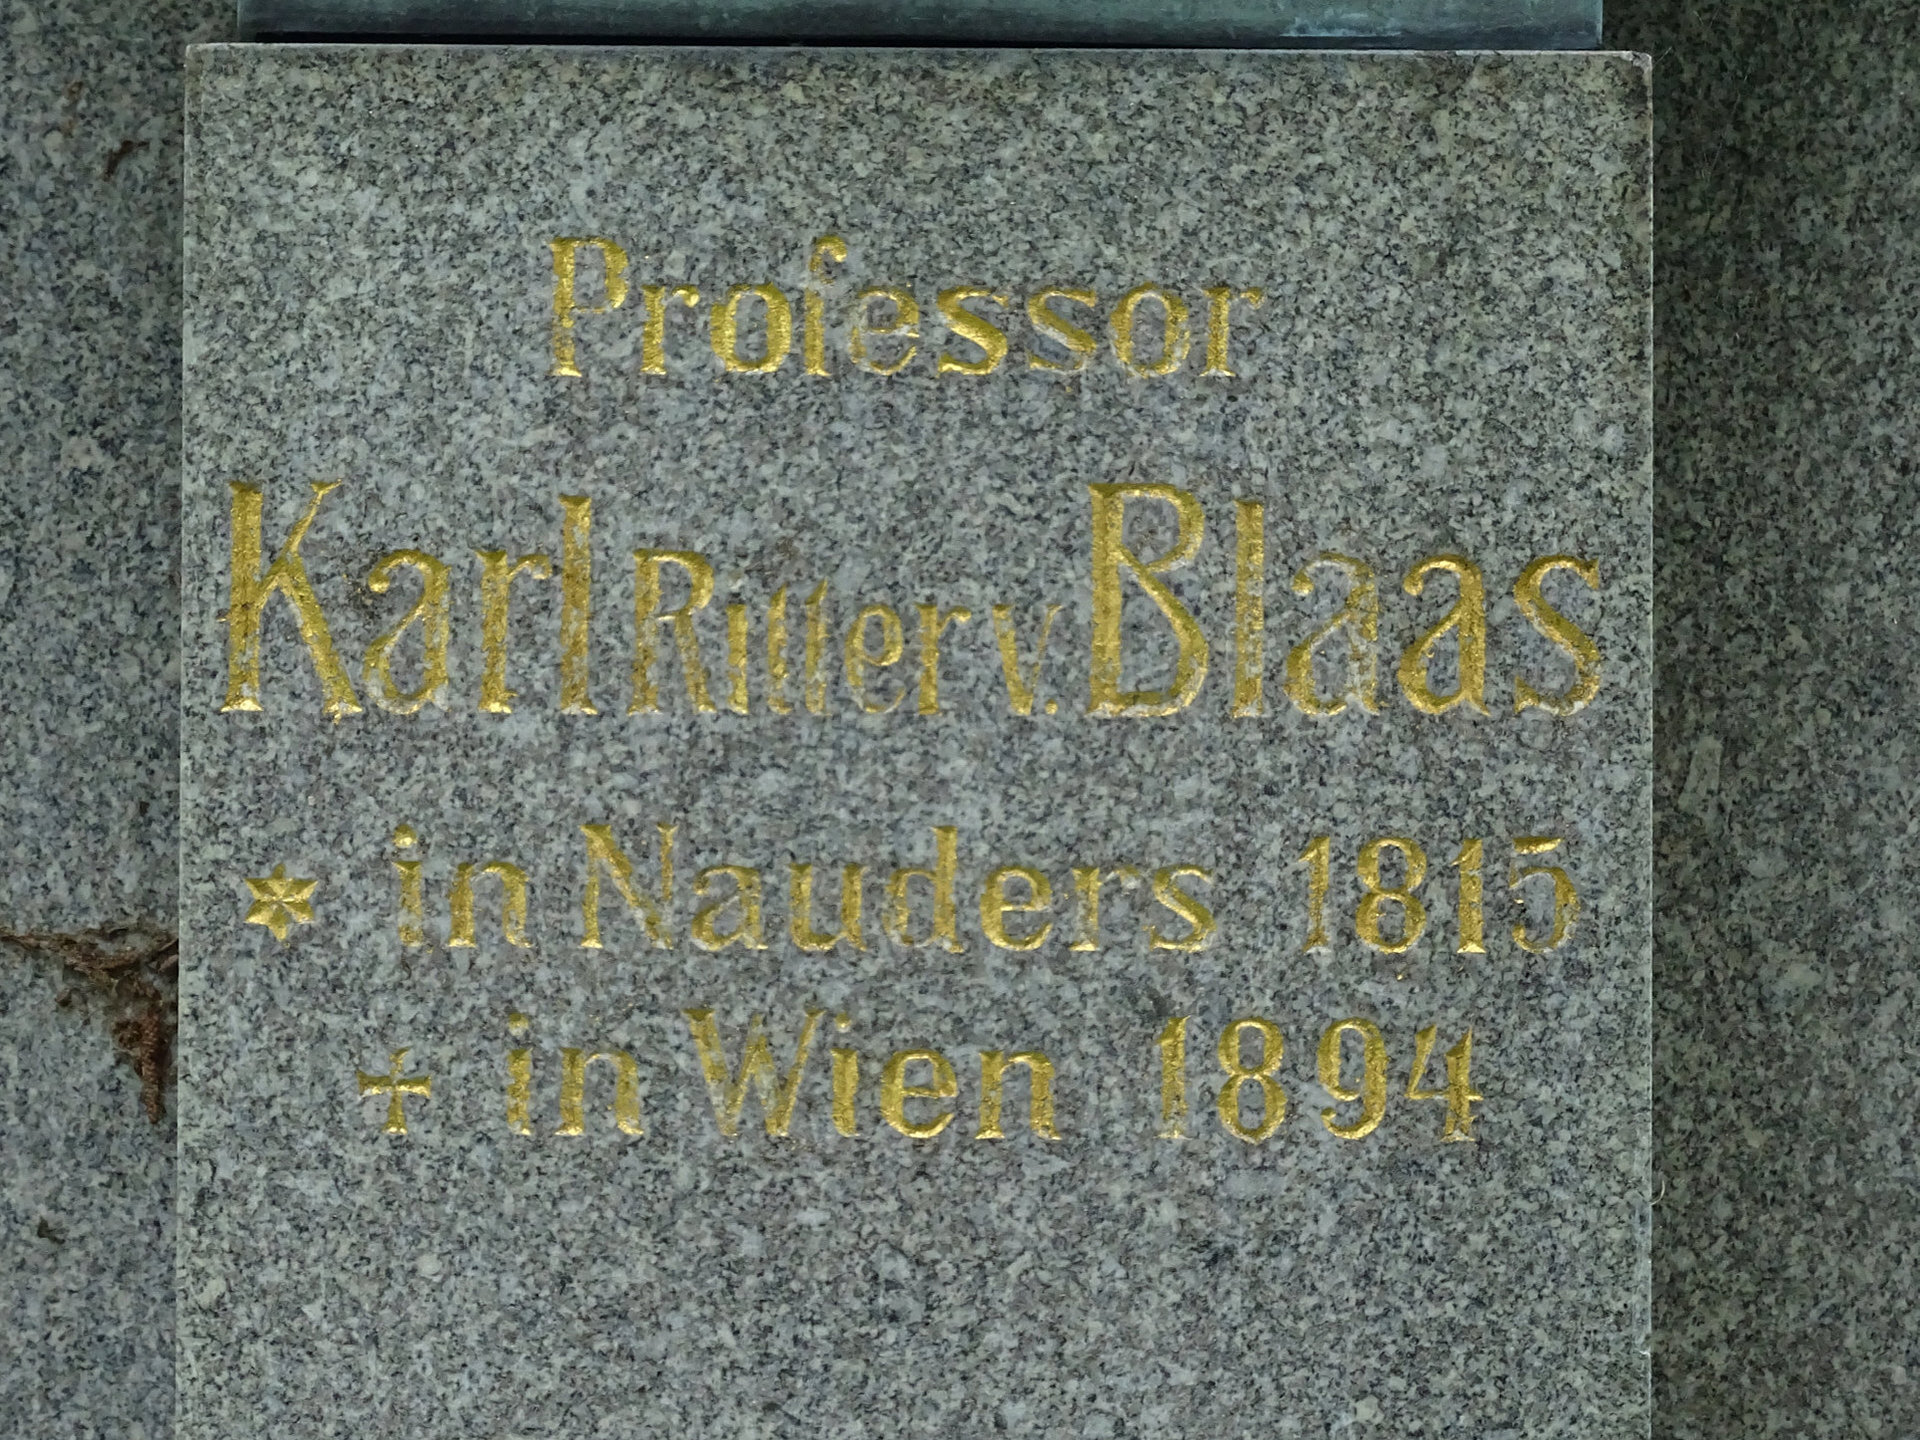 Professor
Karl Ritter v. Blaas
* in Nauders 1815
+ in Wien 1894